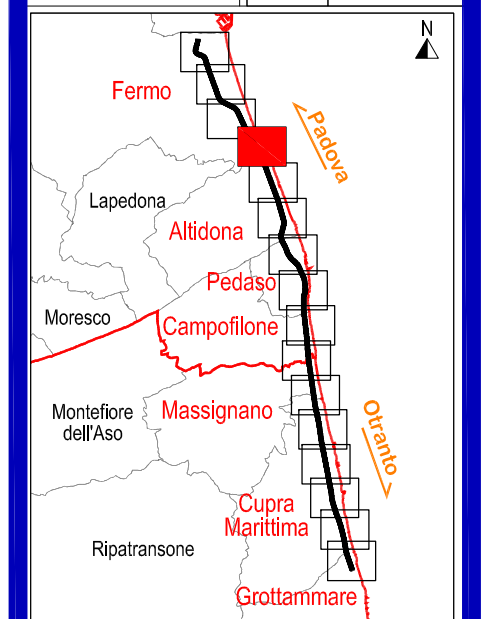 N
Fermo
Padova
Lapedona
Altidona
Pedaso
Moresco
Campofilone
Massignano
Montefiore
dell'Aso
Otranto
Cupra
Marittima
Ripatransone
Grottammare